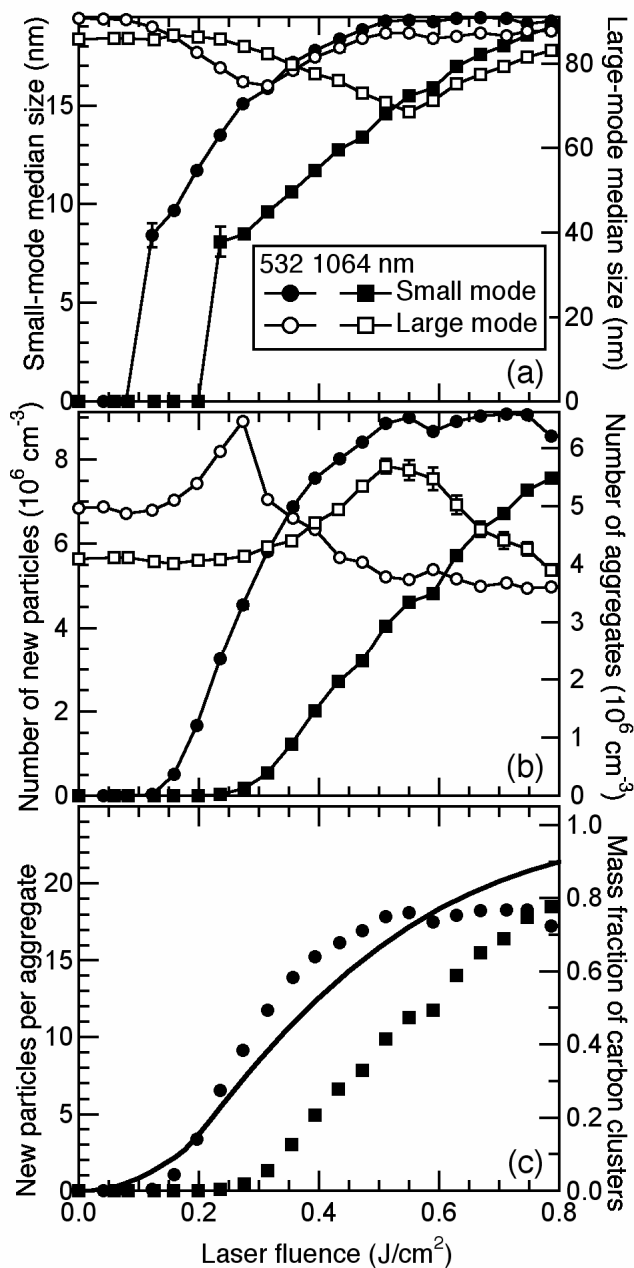 Small-mode median size (nm)
15
10
5
0
80
60
40
20
0
Large-mode median size
(nm)
532 1064 nm
Small mode
Large mode
(a)
Number of new particles (10⁶ cm⁻³)
8
6
4
2
0
6
5
4
3
2
1
0
Number of aggregates (10⁶ cm⁻³)
(b)
New particles per aggregate
20
15
10
5
0
1.0
0.8
0.6
0.4
0.2
0.0
Mass fraction of carbon clusters
(c)
0.0 0.2 0.4 0.6 0.8
Laser fluence (J/cm²)